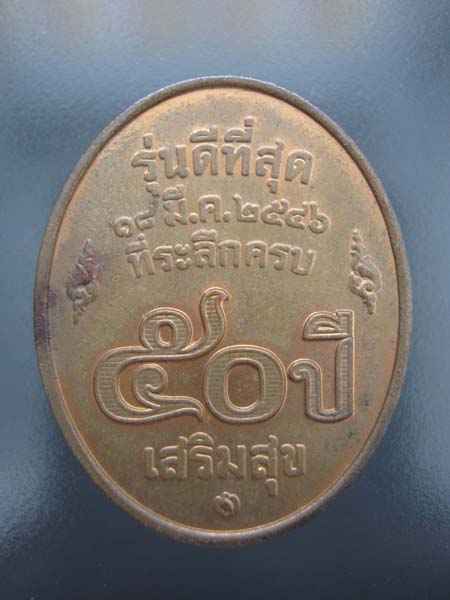 รุ่นดีที่สุด
๑๘ มี.ค.๒๕๔๖
ที่ระลึกครบ
๕๐ปี
เสริมสุข